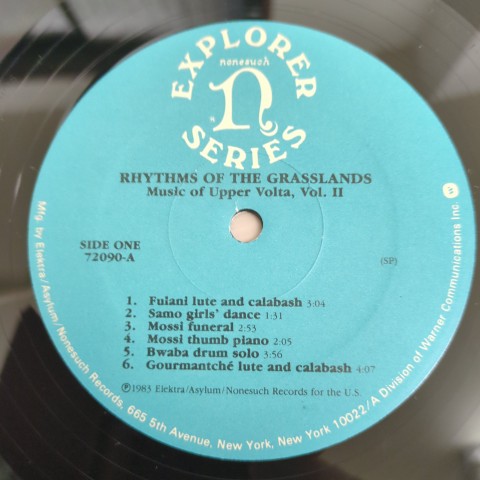 EXPLORER
nonesuch
n
SERIES
RHYTHMS OF THE GRASSLANDS
Music of Upper Volta, Vol. II
SIDE ONE
72090-A
(SP)
1. Fulani lute and calabash 3:04
2. Samo girls' dance 1:31
3. Mossi funeral 2:53
4. Mossi thumb piano 2:05
5. Bwaba drum solo 3:56
6. Gourmantché lute and calabash 4:07
℗1983 Elektra/Asylum/Nonesuch Records for the U.S.
Mfg. by Elektra/Asylum/Nonesuch Records, 665 5th Avenue, New York, New York 10022/A Division of Warner Communications Inc. W